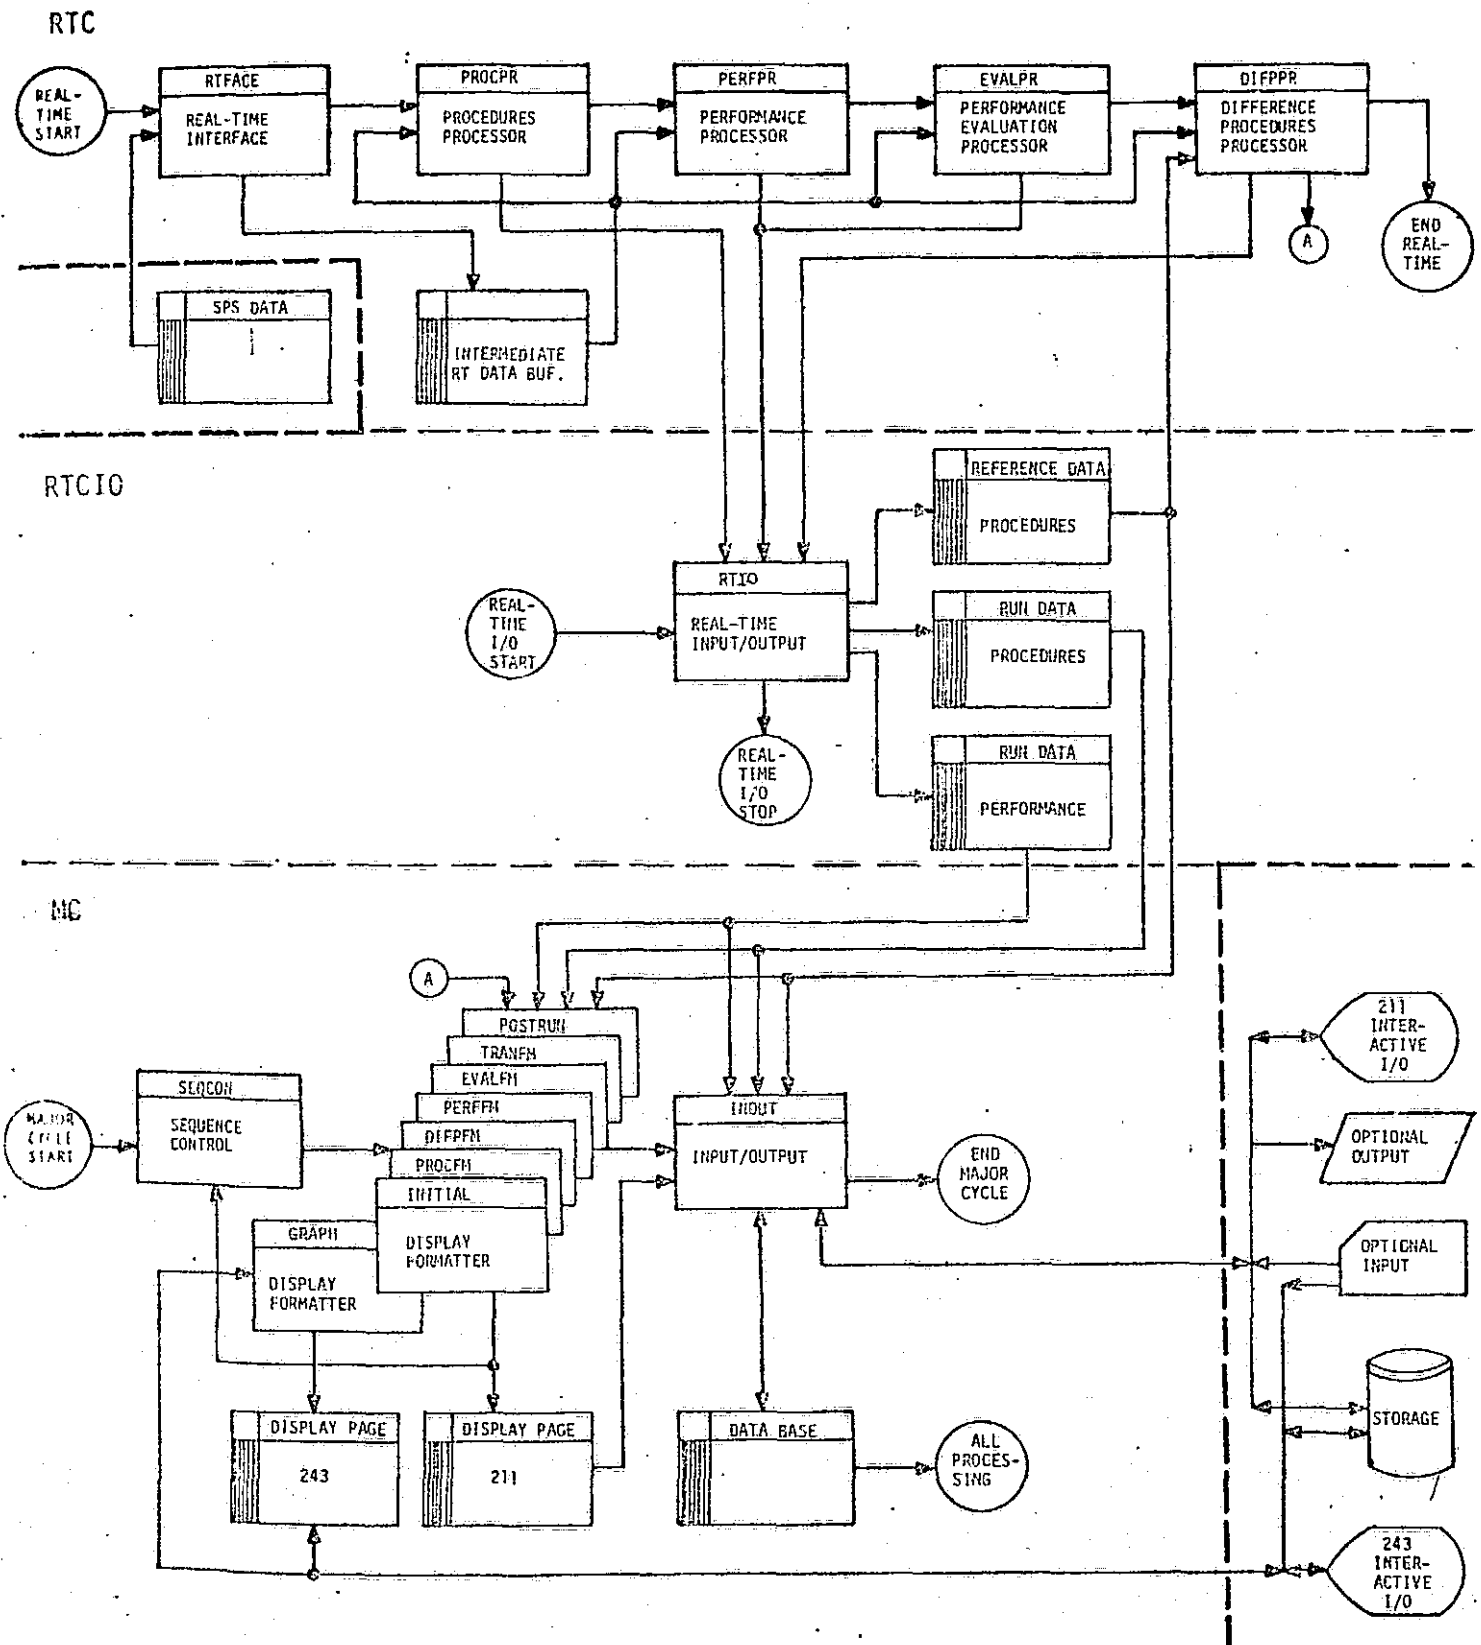 RTC
REAL-
TIME
START
RTFACE
REAL-TIME
INTERFACE
PROCPR
PROCEDURES
PROCESSOR
PERFPR
PERFORMANCE
PROCESSOR
EVALPR
PERFORMANCE
EVALUATION
PROCESSOR
DIFPPR
DIFFERENCE
PROCEDURES
PROCESSOR
A
END
REAL-
TIME
SPS DATA
INTERMEDIATE
RT DATA BUF.
RTCIO
REFERENCE DATA
PROCEDURES
REAL-
TIME
I/O
START
RTIO
REAL-TIME
INPUT/OUTPUT
RUN DATA
PROCEDURES
REAL-
TIME
I/O
STOP
RUN DATA
PERFORMANCE
MC
A
POSTRUN
TRANFM
EVALFM
PERFFM
DIFPFM
PROCFM
INITIAL
DISPLAY
FORMATTER
MAJOR
CYCLE
START
SEQCON
SEQUENCE
CONTROL
GRAPH
DISPLAY
FORMATTER
INOUT
INPUT/OUTPUT
END
MAJOR
CYCLE
211
INTER-
ACTIVE
I/O
OPTIONAL
OUTPUT
OPTIONAL
INPUT
STORAGE
DISPLAY PAGE
243
DISPLAY PAGE
211
DATA BASE
ALL
PROCES-
SING
243
INTER-
ACTIVE
I/O